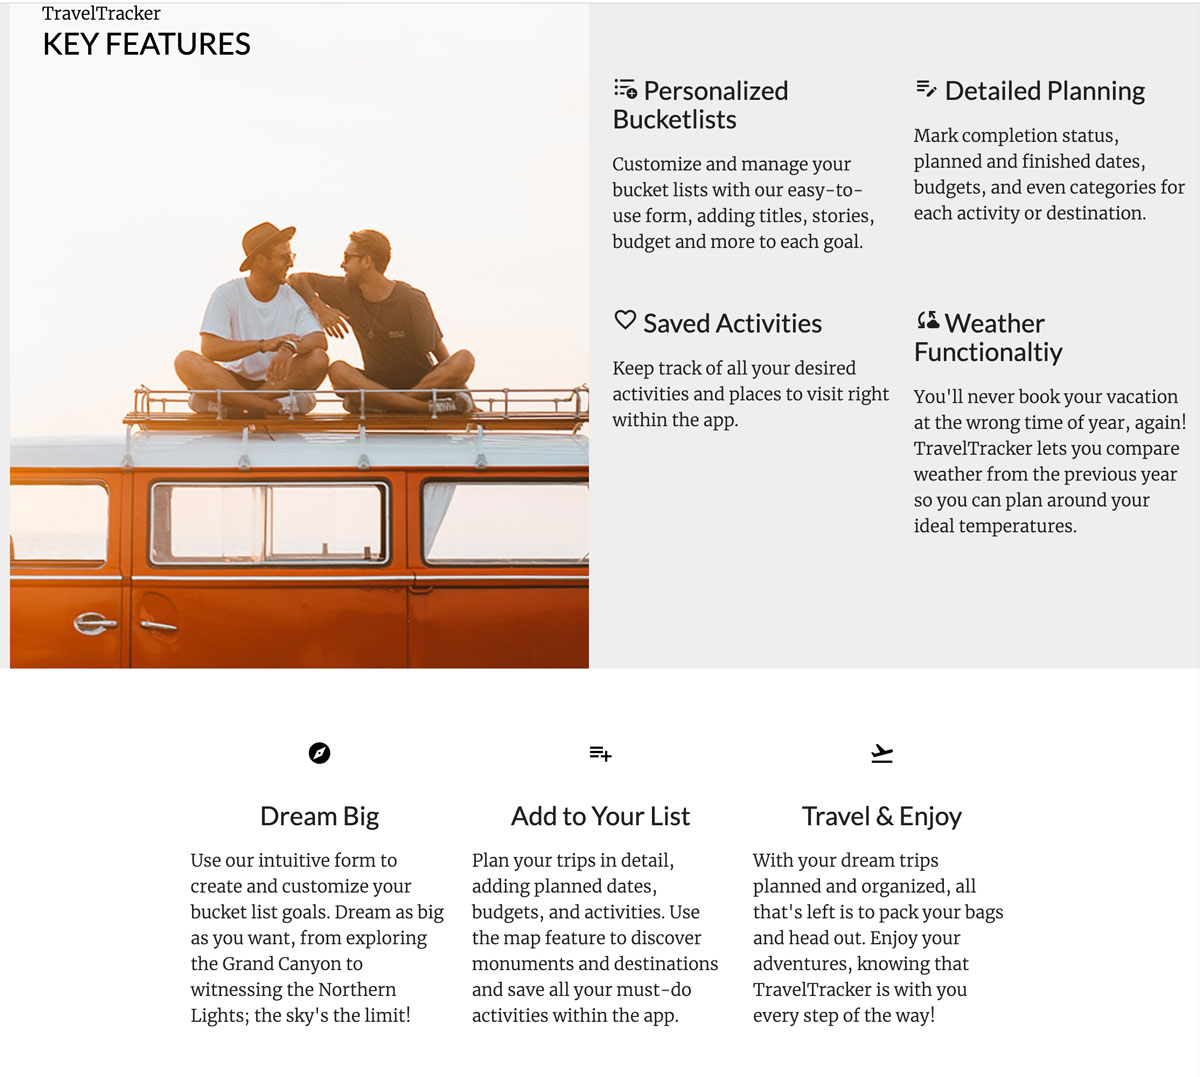 TravelTracker
KEY FEATURES
Personalized
Bucketlists
Customize and manage your
bucket lists with our easy-to-
use form, adding titles, stories,
budget and more to each goal.
Detailed Planning
Mark completion status,
planned and finished dates,
budgets, and even categories for
each activity or destination.
Saved Activities
Keep track of all your desired
activities and places to visit right
within the app.
Weather
Functionaltiy
You'll never book your vacation
at the wrong time of year, again!
TravelTracker lets you compare
weather from the previous year
so you can plan around your
ideal temperatures.
Dream Big
Use our intuitive form to
create and customize your
bucket list goals. Dream as big
as you want, from exploring
the Grand Canyon to
witnessing the Northern
Lights; the sky's the limit!
Add to Your List
Plan your trips in detail,
adding planned dates,
budgets, and activities. Use
the map feature to discover
monuments and destinations
and save all your must-do
activities within the app.
Travel & Enjoy
With your dream trips
planned and organized, all
that's left is to pack your bags
and head out. Enjoy your
adventures, knowing that
TravelTracker is with you
every step of the way!